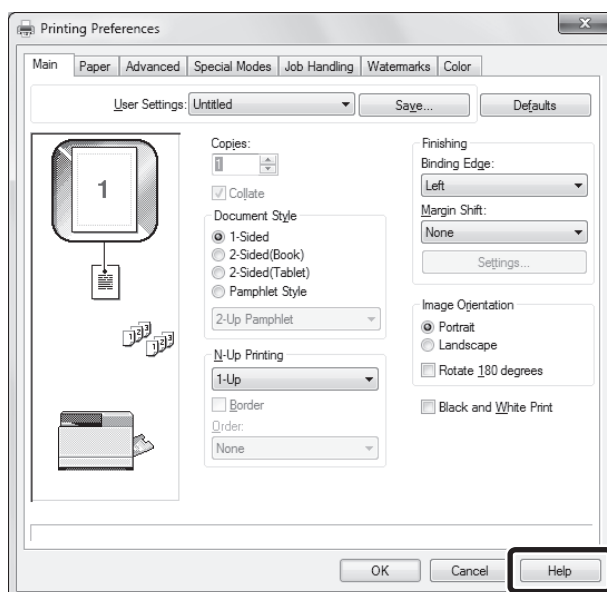 Printing Preferences
Main Paper Advanced Special Modes Job Handling Watermarks Color
User Settings: Untitled Save... Defaults
1
123 123
Copies:
1
Collate
Document Style
1-Sided
2-Sided(Book)
2-Sided(Tablet)
Pamphlet Style
2-Up Pamphlet
N-Up Printing
1-Up
Border
Order:
None
Finishing
Binding Edge:
Left
Margin Shift:
None
Settings...
Image Orientation
Portrait
Landscape
Rotate 180 degrees
Black and White Print
OK Cancel Help